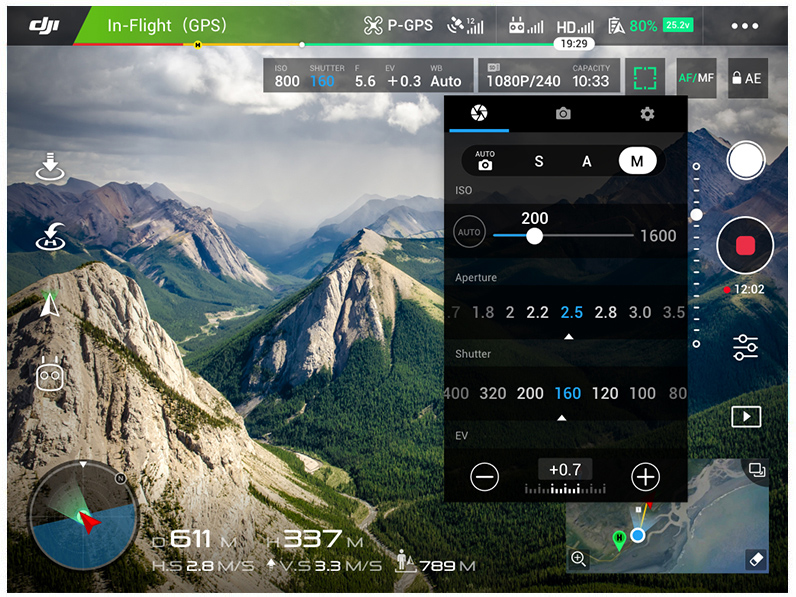 dji In-Flight (GPS) P-GPS 12 HD 80% 25.2v
H
19:29
ISO SHUTTER F EV WB CAPACITY
800 160 5.6 +0.3 Auto 1080P/240 10:33 AF/MF AE
AUTO S A M
ISO
200
AUTO 1600
Aperture
.7 1.8 2 2.2 2.5 2.8 3.0 3.5
12:02
Shutter
400 320 200 160 120 100 80
EV
+0.7
N
H
D 611 M H 337 M
H.S 2.8 M/S V.S 3.3 M/S 789 M